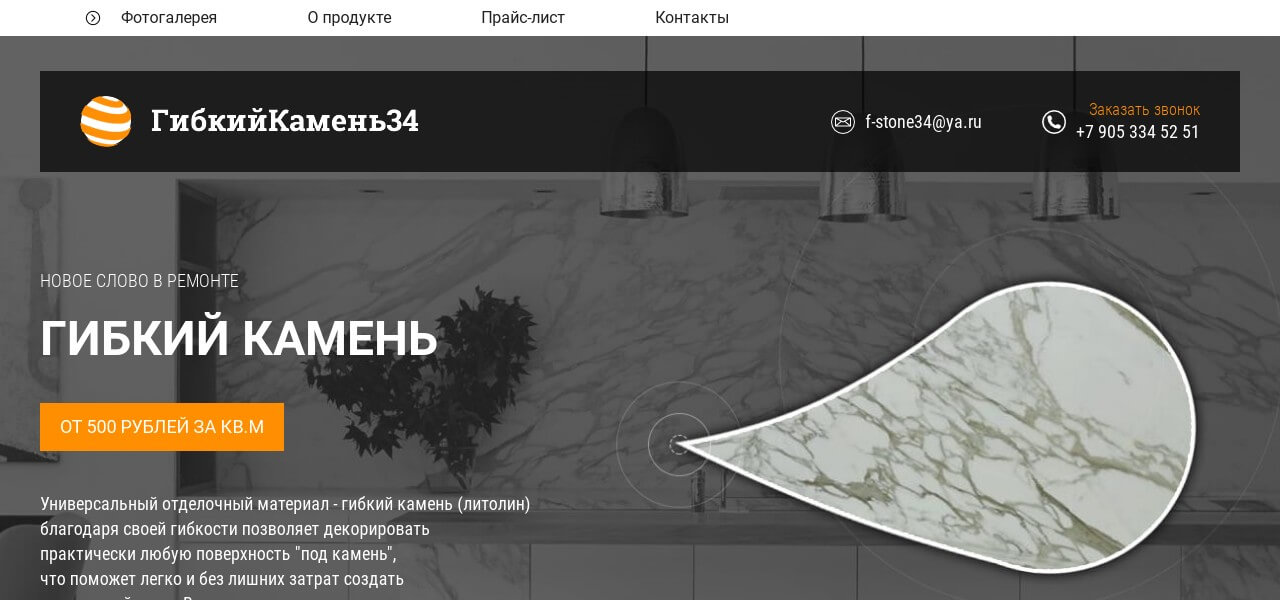 Фотогалерея
О продукте
Прайс-лист
Контакты
ГибкийКамень34
f-stone34@ya.ru
Заказать звонок
+7 905 334 52 51
НОВОЕ СЛОВО В РЕМОНТЕ
ГИБКИЙ КАМЕНЬ
ОТ 500 РУБЛЕЙ ЗА КВ.М
Универсальный отделочный материал - гибкий камень (литолин)
благодаря своей гибкости позволяет декорировать
практически любую поверхность "под камень",
что поможет легко и без лишних затрат создать